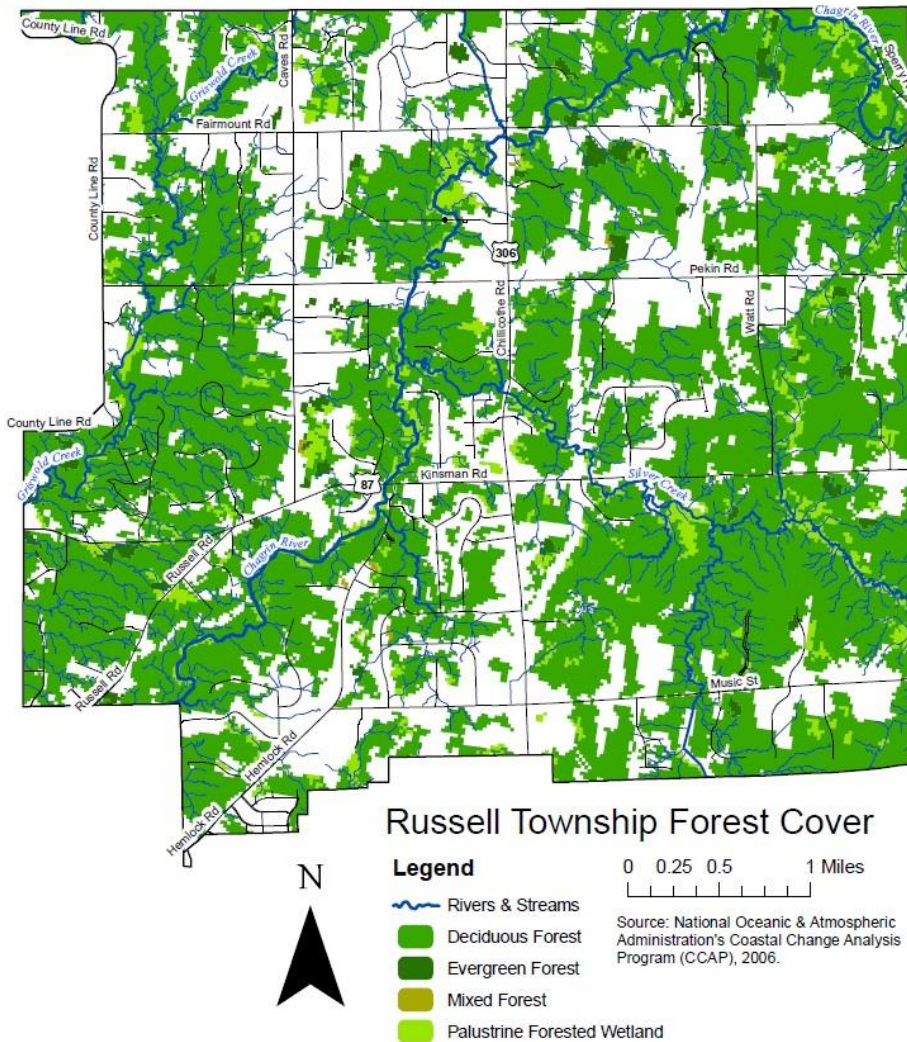 County Line Rd
Griswold Creek
Caves Rd
Chagrin River
Sperry
Fairmount Rd
County Line Rd
306
Pekin Rd
Chillicothe Rd
Watt Rd
County Line Rd
Griswold Creek
87
Kinsman Rd
Silver Creek
Russell Rd
Chagrin River
Russell Rd
Music St
Hemlock Rd
Hemlock Rd
Russell Township Forest Cover
N
Legend
Rivers & Streams
Deciduous Forest
Evergreen Forest
Mixed Forest
Palustrine Forested Wetland
0 0.25 0.5 1 Miles
Source: National Oceanic & Atmospheric
Administration's Coastal Change Analysis
Program (CCAP), 2006.